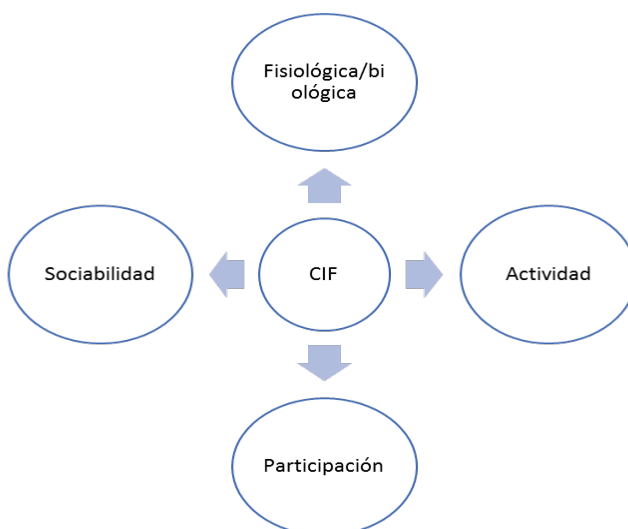 Fisiológica/bi
ológica
Sociabilidad
CIF
Actividad
Participación